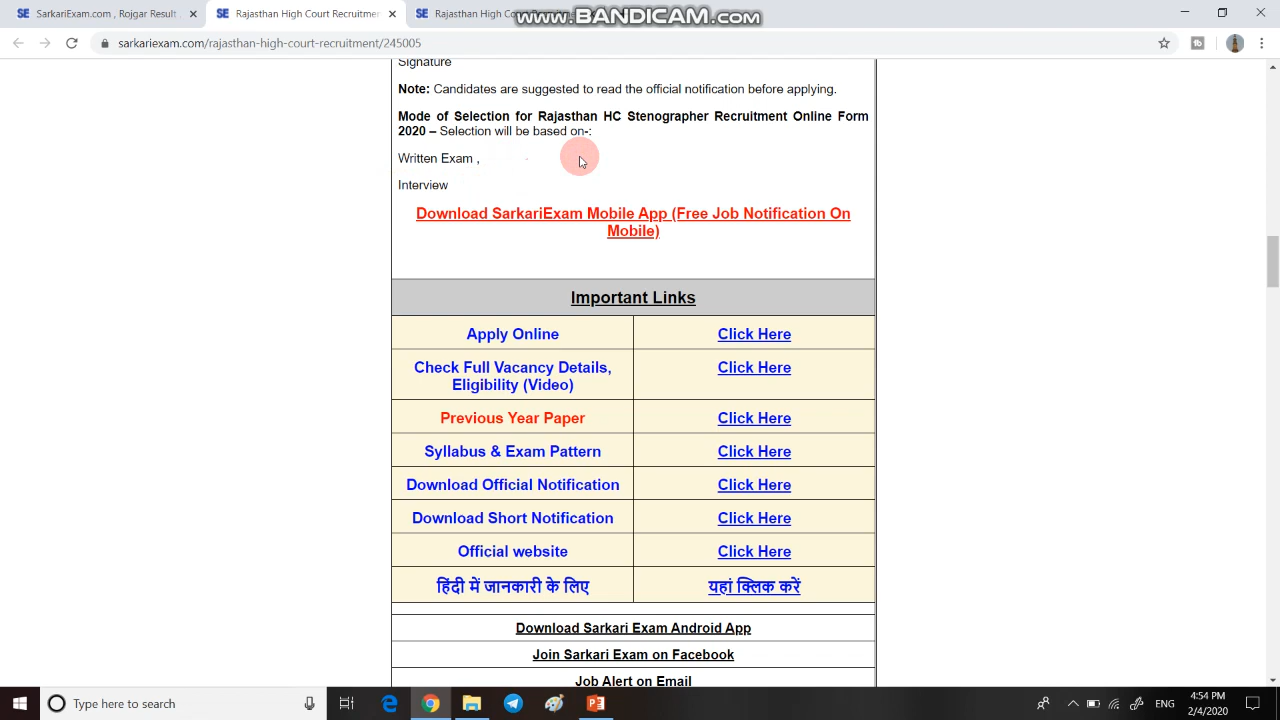 SarkariExam.com , Rojgar Result
Rajasthan High Court Recruitmen
Rajasthan High Cou
www.BANDICAM.com
sarkariexam.com/rajasthan-high-court-recruitment/245005
Signature
Note: Candidates are suggested to read the official notification before applying.
Mode of Selection for Rajasthan HC Stenographer Recruitment Online Form
2020 – Selection will be based on-:
Written Exam ,
Interview
Download SarkariExam Mobile App (Free Job Notification On
Mobile)
Important Links
Apply Online Click Here
Check Full Vacancy Details, Click Here
Eligibility (Video)
Previous Year Paper Click Here
Syllabus & Exam Pattern Click Here
Download Official Notification Click Here
Download Short Notification Click Here
Official website Click Here
हिंदी में जानकारी के लिए यहां क्लिक करें
Download Sarkari Exam Android App
Join Sarkari Exam on Facebook
Job Alert on Email
Type here to search
ENG
4:54 PM
2/4/2020